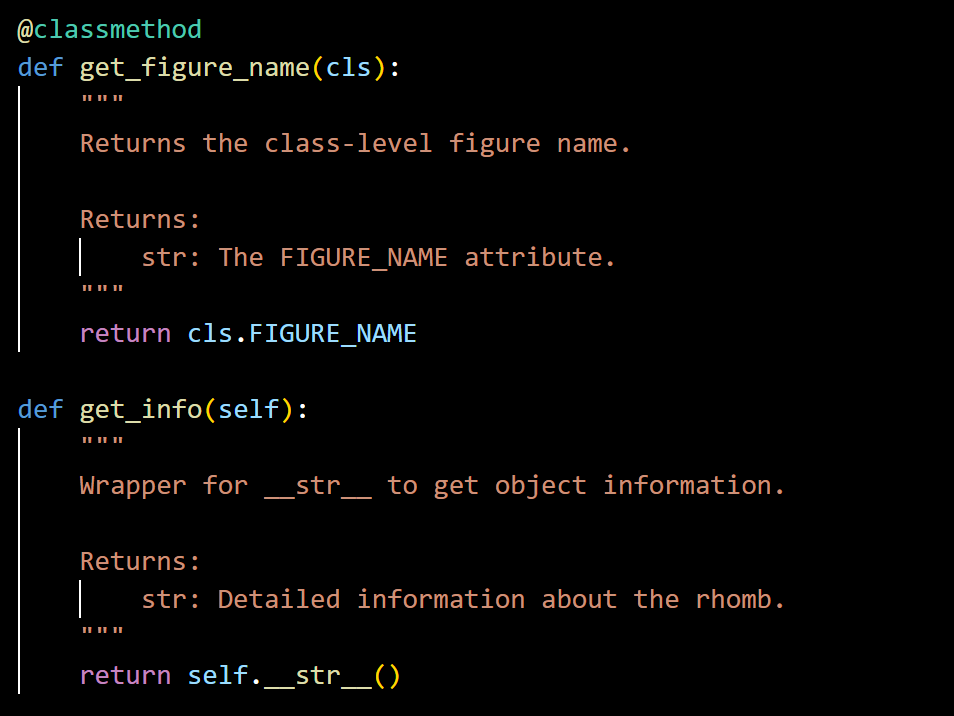 @classmethod
def get_figure_name(cls):
    """
    Returns the class-level figure name.

    Returns:
        str: The FIGURE_NAME attribute.
    """
    return cls.FIGURE_NAME

def get_info(self):
    """
    Wrapper for __str__ to get object information.

    Returns:
        str: Detailed information about the rhomb.
    """
    return self.__str__()